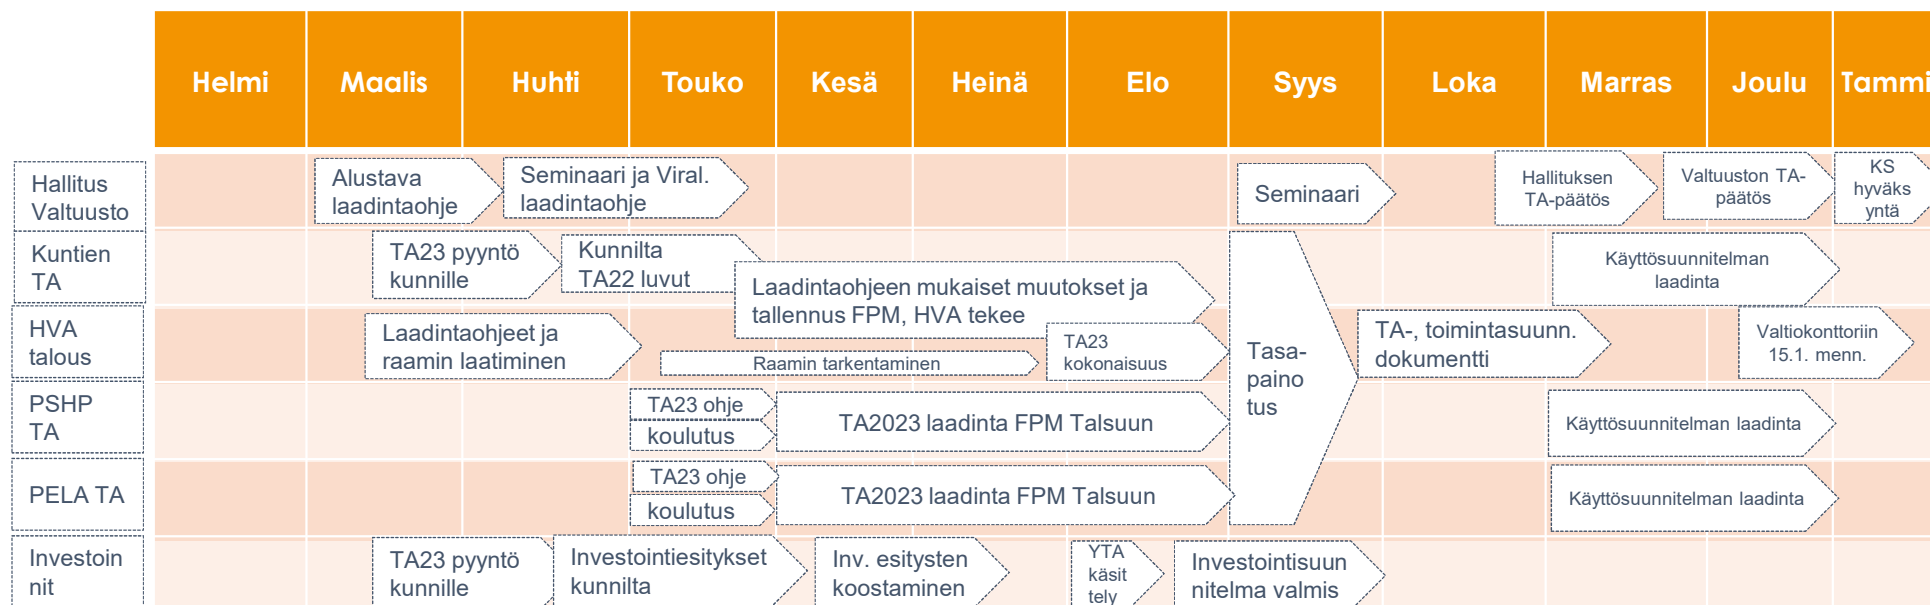 Helmi
Maalis
Huhti
Touko
Kesä
Heinä
Elo
Syys
Loka
Marras
Joulu
Tammi
Hallitus
Valtuusto
Alustava
laadintaohje
Seminaari ja Viral.
laadintaohje
Seminaari
Hallituksen
TA-päätös
Valtuuston TA-
päätös
KS
hyväks
yntä
Kuntien
TA
TA23 pyyntö
kunnille
Kunnilta
TA22 luvut
Laadintaohjeen mukaiset muutokset ja
tallennus FPM, HVA tekee
Käyttösuunnitelman
laadinta
HVA
talous
Laadintaohjeet ja
raamin laatiminen
Raamin tarkentaminen
TA23
kokonaisuus
Tasa-
paino
tus
TA-, toimintasuunn.
dokumentti
Valtiokonttoriin
15.1. menn.
PSHP
TA
TA23 ohje
koulutus
TA2023 laadinta FPM Talsuun
Käyttösuunnitelman laadinta
PELA TA
TA23 ohje
koulutus
TA2023 laadinta FPM Talsuun
Käyttösuunnitelman laadinta
Investoin
nit
TA23 pyyntö
kunnille
Investointiesitykset
kunnilta
Inv. esitysten
koostaminen
YTA
käsit
tely
Investointisuun
nitelma valmis